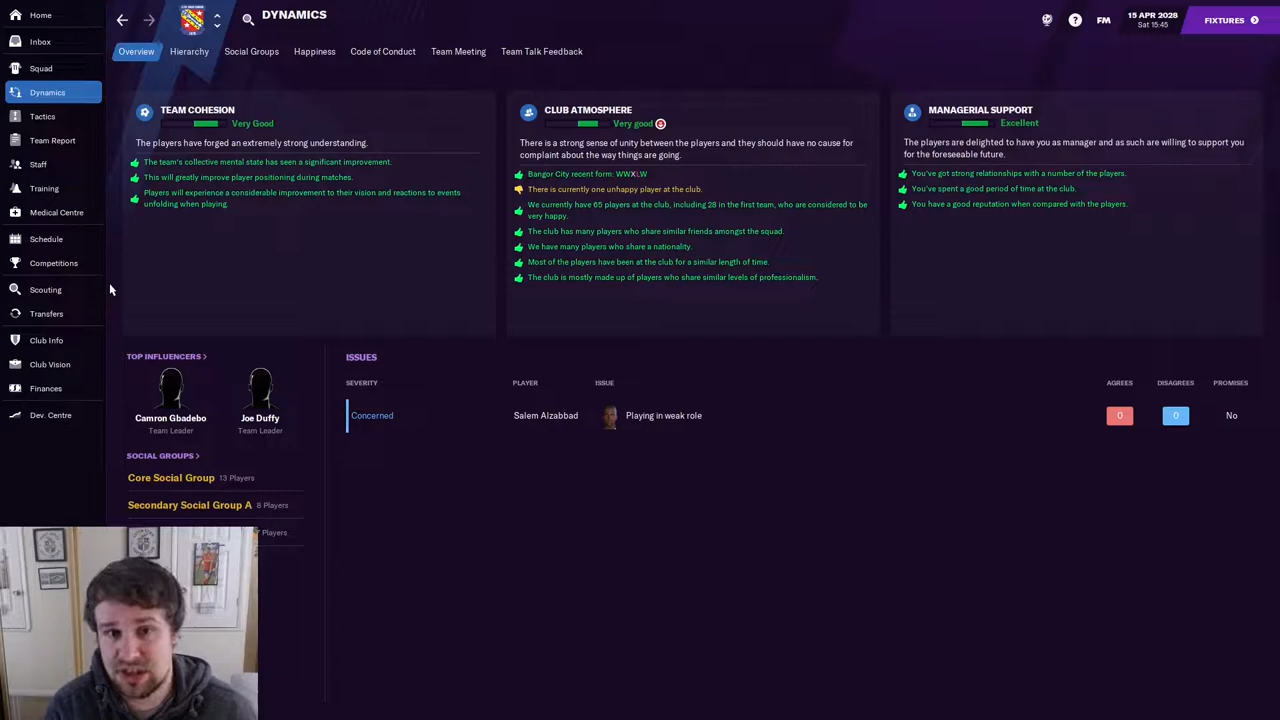 Home
DYNAMICS
FM
15 APR 2028
Sat 15:45
FIXTURES
Inbox
Squad
Dynamics
Tactics
Team Report
Staff
Training
Medical Centre
Schedule
Competitions
Scouting
Transfers
Club Info
Club Vision
Finances
Dev. Centre
Overview
Hierarchy
Social Groups
Happiness
Code of Conduct
Team Meeting
Team Talk Feedback
TEAM COHESION
Very Good
The players have forged an extremely strong understanding.
The team's collective mental state has seen a significant improvement.
This will greatly improve player positioning during matches.
Players will experience a considerable improvement to their vision and reactions to events
unfolding when playing.
CLUB ATMOSPHERE
Very good
There is a strong sense of unity between the players and they should have no cause for
complaint about the way things are going.
Bangor City recent form: WWXLW
There is currently one unhappy player at the club.
We currently have 65 players at the club, including 28 in the first team, who are considered to be
very happy.
The club has many players who share similar friends amongst the squad.
We have many players who share a nationality.
Most of the players have been at the club for a similar length of time.
The club is mostly made up of players who share similar levels of professionalism.
MANAGERIAL SUPPORT
Excellent
The players are delighted to have you as manager and as such are willing to support you
for the foreseeable future.
You've got strong relationships with a number of the players.
You've spent a good period of time at the club.
You have a good reputation when compared with the players.
TOP INFLUENCERS >
Camron Gbadebo
Team Leader
Joe Duffy
Team Leader
SOCIAL GROUPS >
Core Social Group 13 Players
Secondary Social Group A 8 Players
Players
ISSUES
SEVERITY PLAYER ISSUE AGREES DISAGREES PROMISES
Concerned Salem Alzabbad Playing in weak role 0 0 No